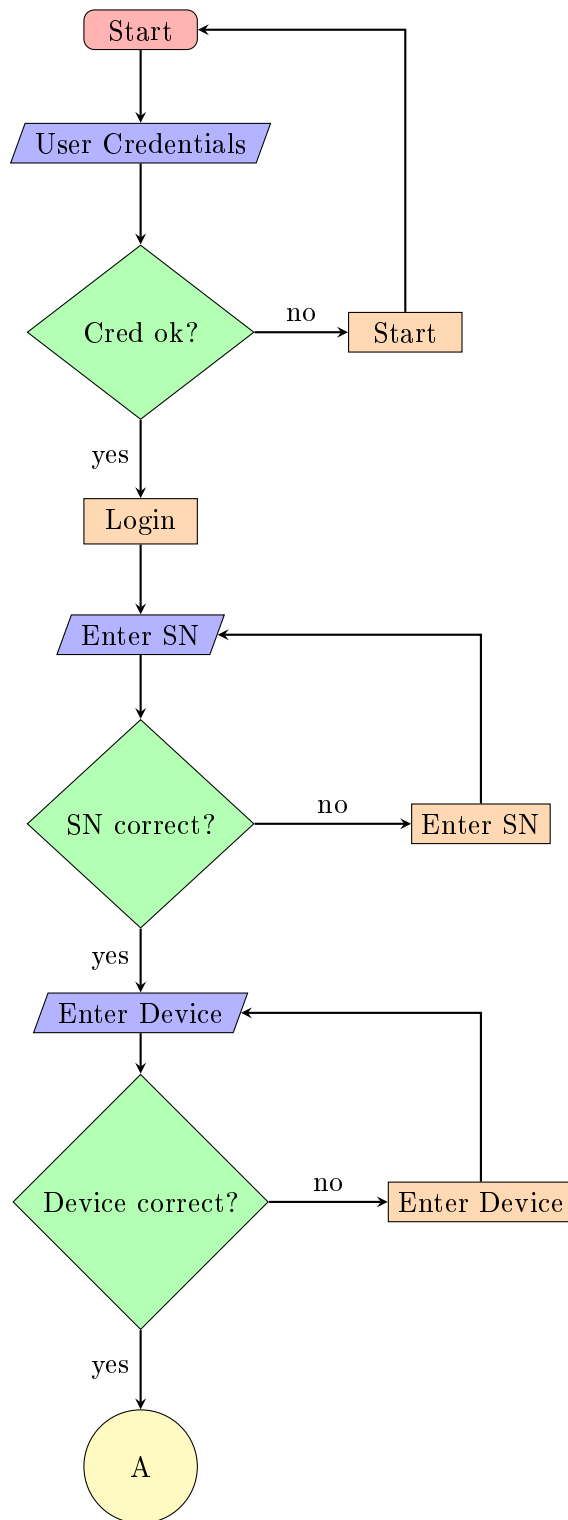 Start
User Credentials
Cred ok?
no
Start
yes
Login
Enter SN
SN correct?
no
Enter SN
yes
Enter Device
Device correct?
no
Enter Device
yes
A